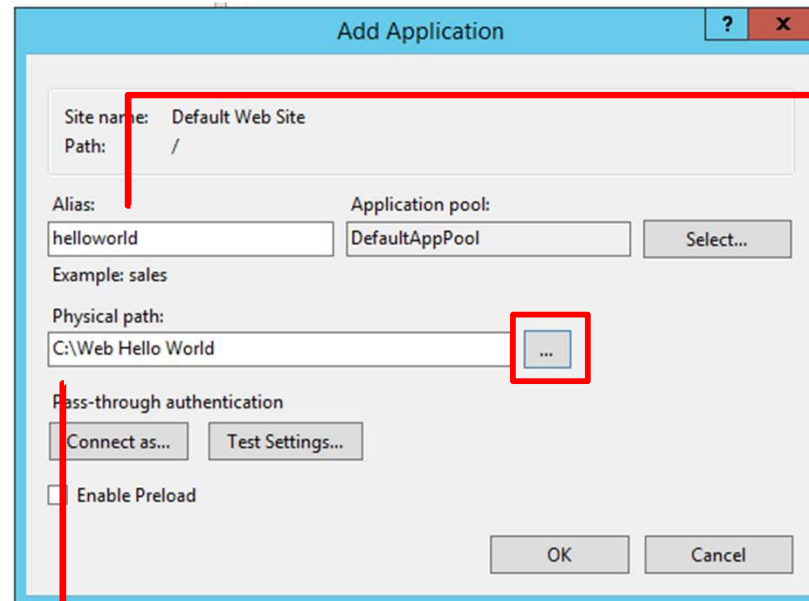 Add Application
? x
Site name: Default Web Site
Path: /
Alias:
Application pool:
helloworld
DefaultAppPool
Select...
Example: sales
Physical path:
C:\Web Hello World
...
Pass-through authentication
Connect as...
Test Settings...
Enable Preload
OK
Cancel